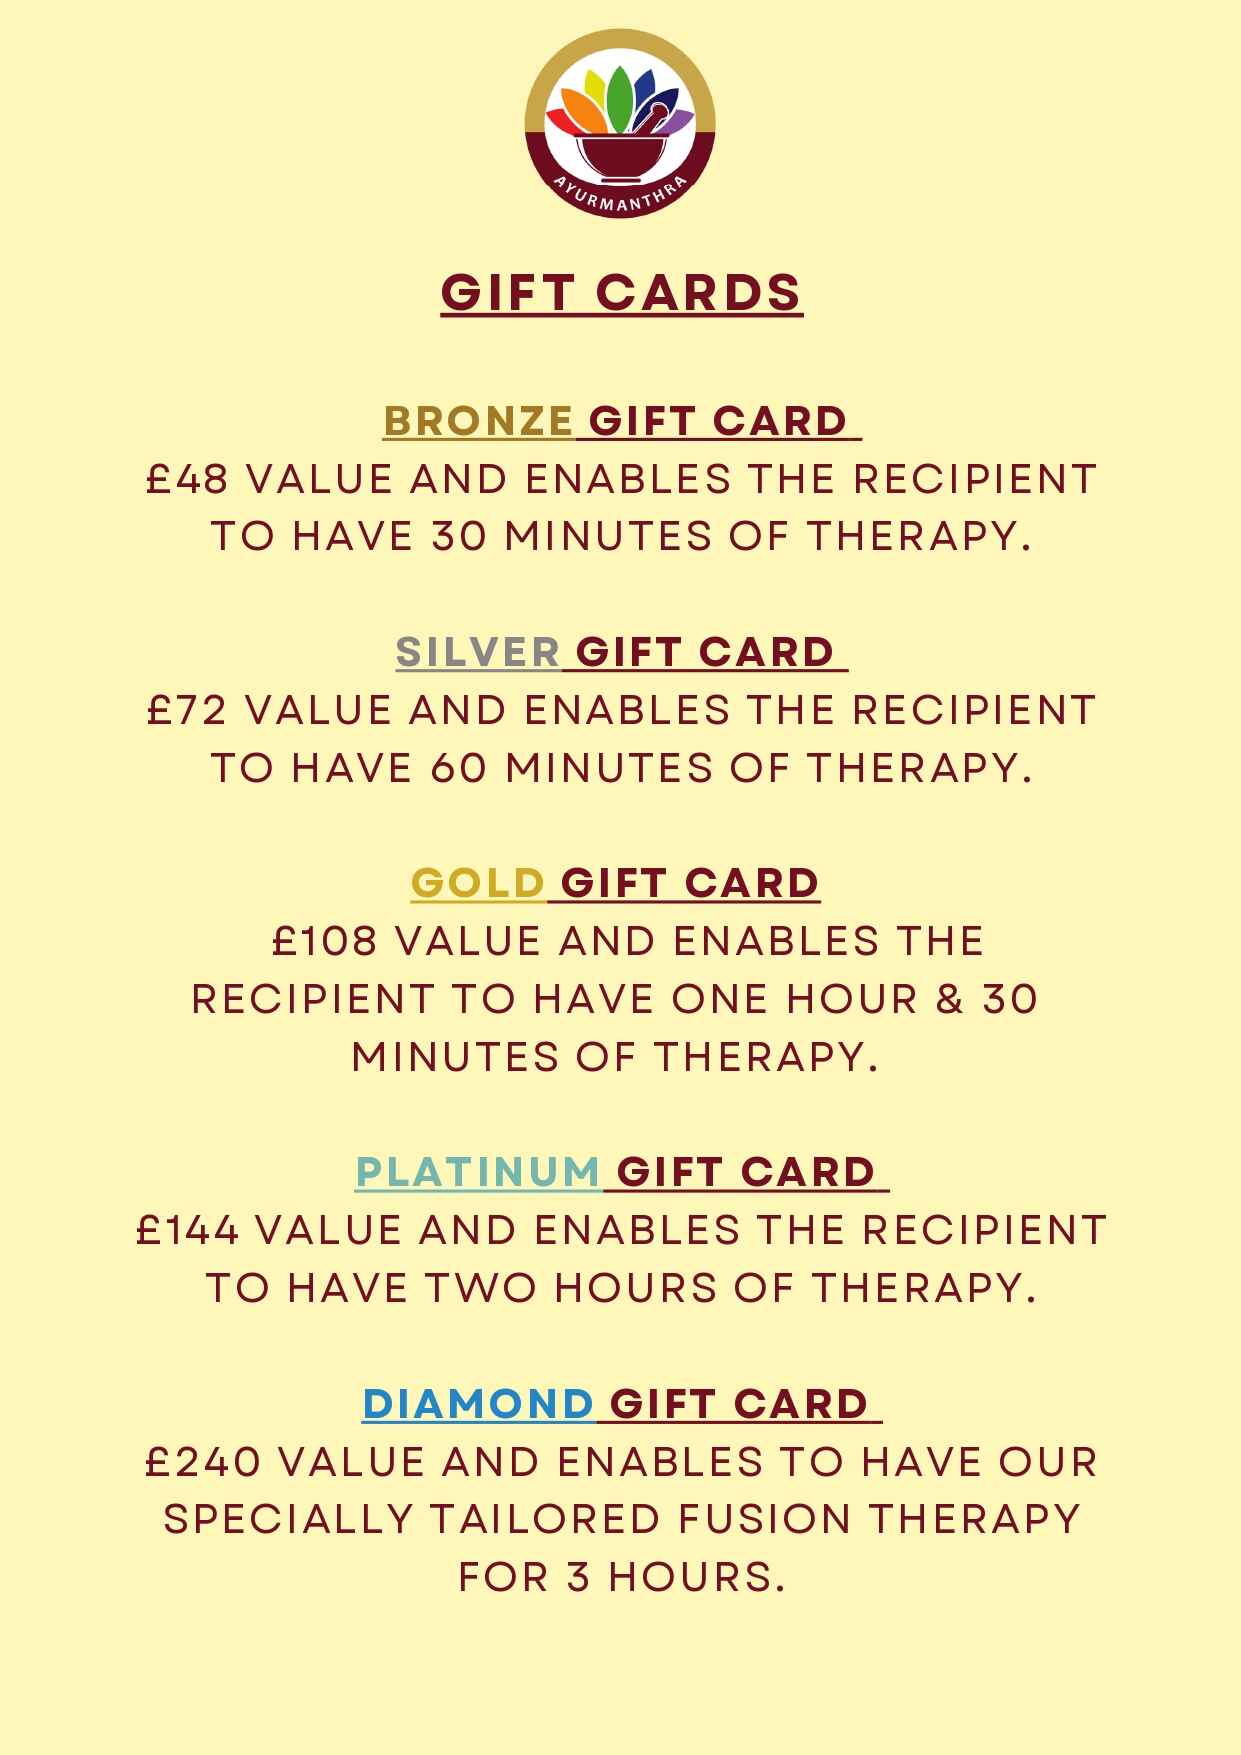 AYURMANTHRA
GIFT CARDS
BRONZE GIFT CARD
£48 VALUE AND ENABLES THE RECIPIENT
TO HAVE 30 MINUTES OF THERAPY.
SILVER GIFT CARD
£72 VALUE AND ENABLES THE RECIPIENT
TO HAVE 60 MINUTES OF THERAPY.
GOLD GIFT CARD
£108 VALUE AND ENABLES THE
RECIPIENT TO HAVE ONE HOUR & 30
MINUTES OF THERAPY.
PLATINUM GIFT CARD
£144 VALUE AND ENABLES THE RECIPIENT
TO HAVE TWO HOURS OF THERAPY.
DIAMOND GIFT CARD
£240 VALUE AND ENABLES TO HAVE OUR
SPECIALLY TAILORED FUSION THERAPY
FOR 3 HOURS.